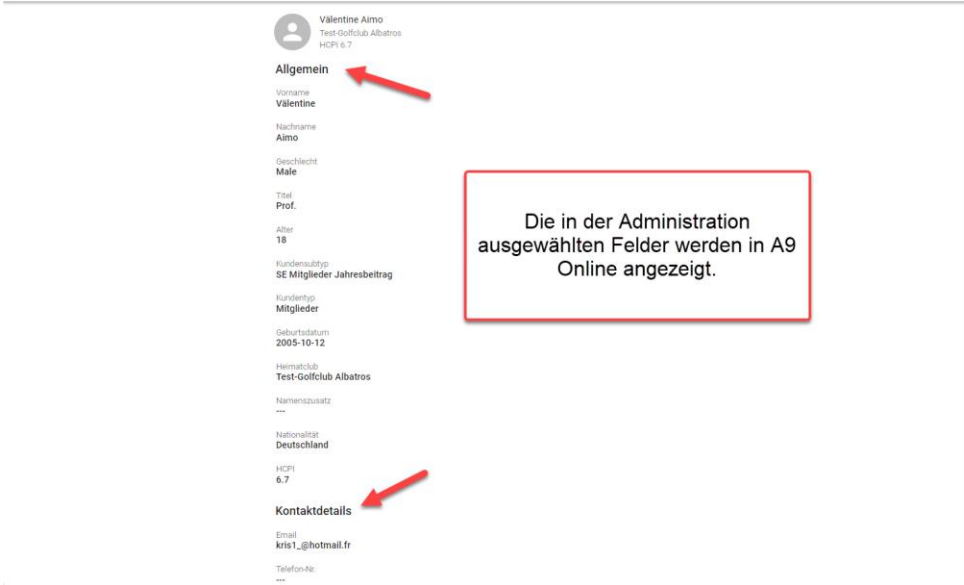 Välentine Aimo
Test-Golfclub Albatros
HCPI 6.7
Allgemein
Vorname
Välentine
Nachname
Aimo
Geschlecht
Male
Titel
Prof.
Alter
18
Kundensubtyp
SE Mitglieder Jahresbeitrag
Kundentyp
Mitglieder
Geburtsdatum
2005-10-12
Heimatclub
Test-Golfclub Albatros
Namenszusatz
---
Nationalität
Deutschland
HCPI
6.7
Kontaktdetails
Email
kris1_@hotmail.fr
Telefon-Nr.
---
Die in der Administration
ausgewählten Felder werden in A9
Online angezeigt.